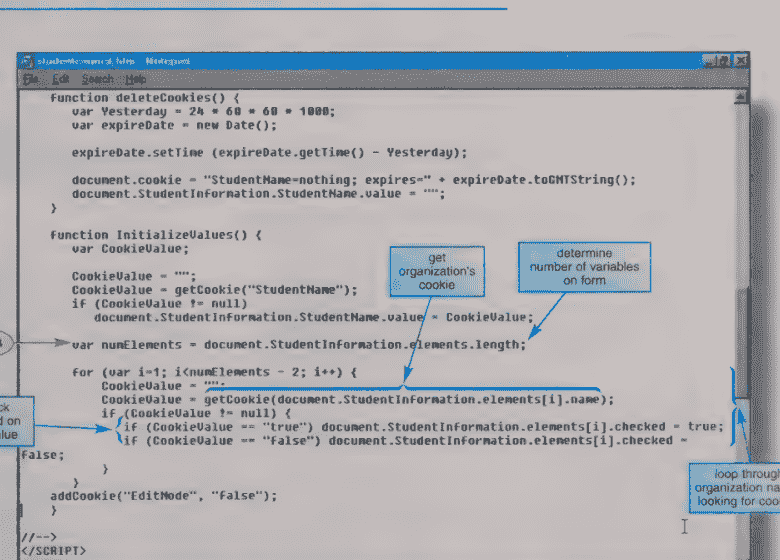 File Edit Search Help
function deleteCookies() {
var Yesterday = 24 * 60 * 60 * 1000;
var expireDate = new Date();
expireDate.setTime (expireDate.getTime() - Yesterday);
document.cookie = "StudentName=nothing; expires=" + expireDate.toGMTString();
document.StudentInformation.StudentName.value = "";
}
function InitializeValues() {
var CookieValue;
CookieValue = "";
CookieValue = getCookie("StudentName");
if (CookieValue != null)
document.StudentInformation.StudentName.value = CookieValue;
var numElements = document.StudentInformation.elements.length;
for (var i=1; i<numElements - 2; i++) {
CookieValue = "";
CookieValue = getCookie(document.StudentInformation.elements[i].name);
if (CookieValue != null) {
if (CookieValue == "true") document.StudentInformation.elements[i].checked = true;
if (CookieValue == "false") document.StudentInformation.elements[i].checked =
false;
}
}
addCookie("EditMode", "False");
}
//-->
</SCRIPT>
get
organization's
cookie
determine
number of variables
on form
loop through
organization
looking for